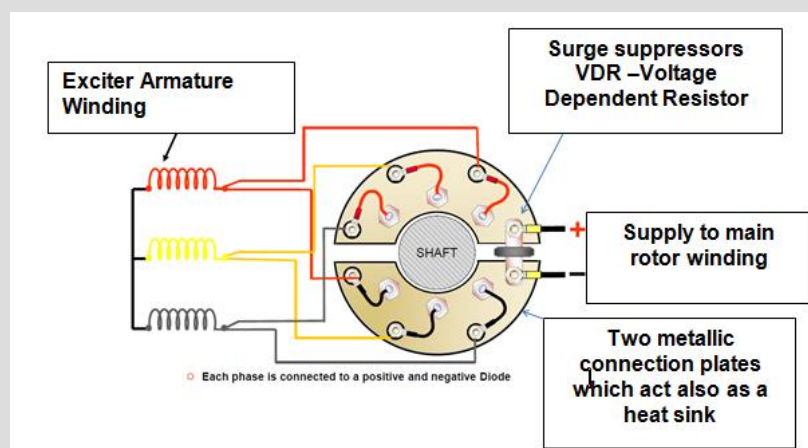 Exciter Armature
Winding
Surge suppressors
VDR –Voltage
Dependent Resistor
SHAFT
+
Supply to main
rotor winding
–
Two metallic
connection plates
which act also as a
heat sink
Each phase is connected to a positive and negative Diode